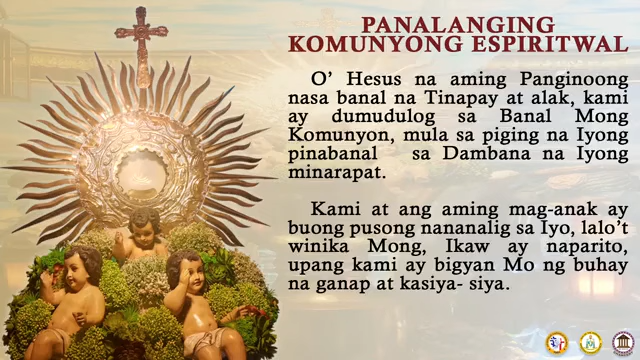 PANALANGING
KOMUNYONG ESPIRITWAL
O’ Hesus na aming Panginoong
nasa banal na Tinapay at alak, kami
ay dumudulog sa Banal Mong
Komunyon, mula sa piging na Iyong
pinabanal sa Dambana na Iyong
minarapat.
Kami at ang aming mag-anak ay
buong pusong nananalig sa Iyo, lalo’t
winika Mong, Ikaw ay naparito,
upang kami ay bigyan Mo ng buhay
na ganap at kasiya- siya.